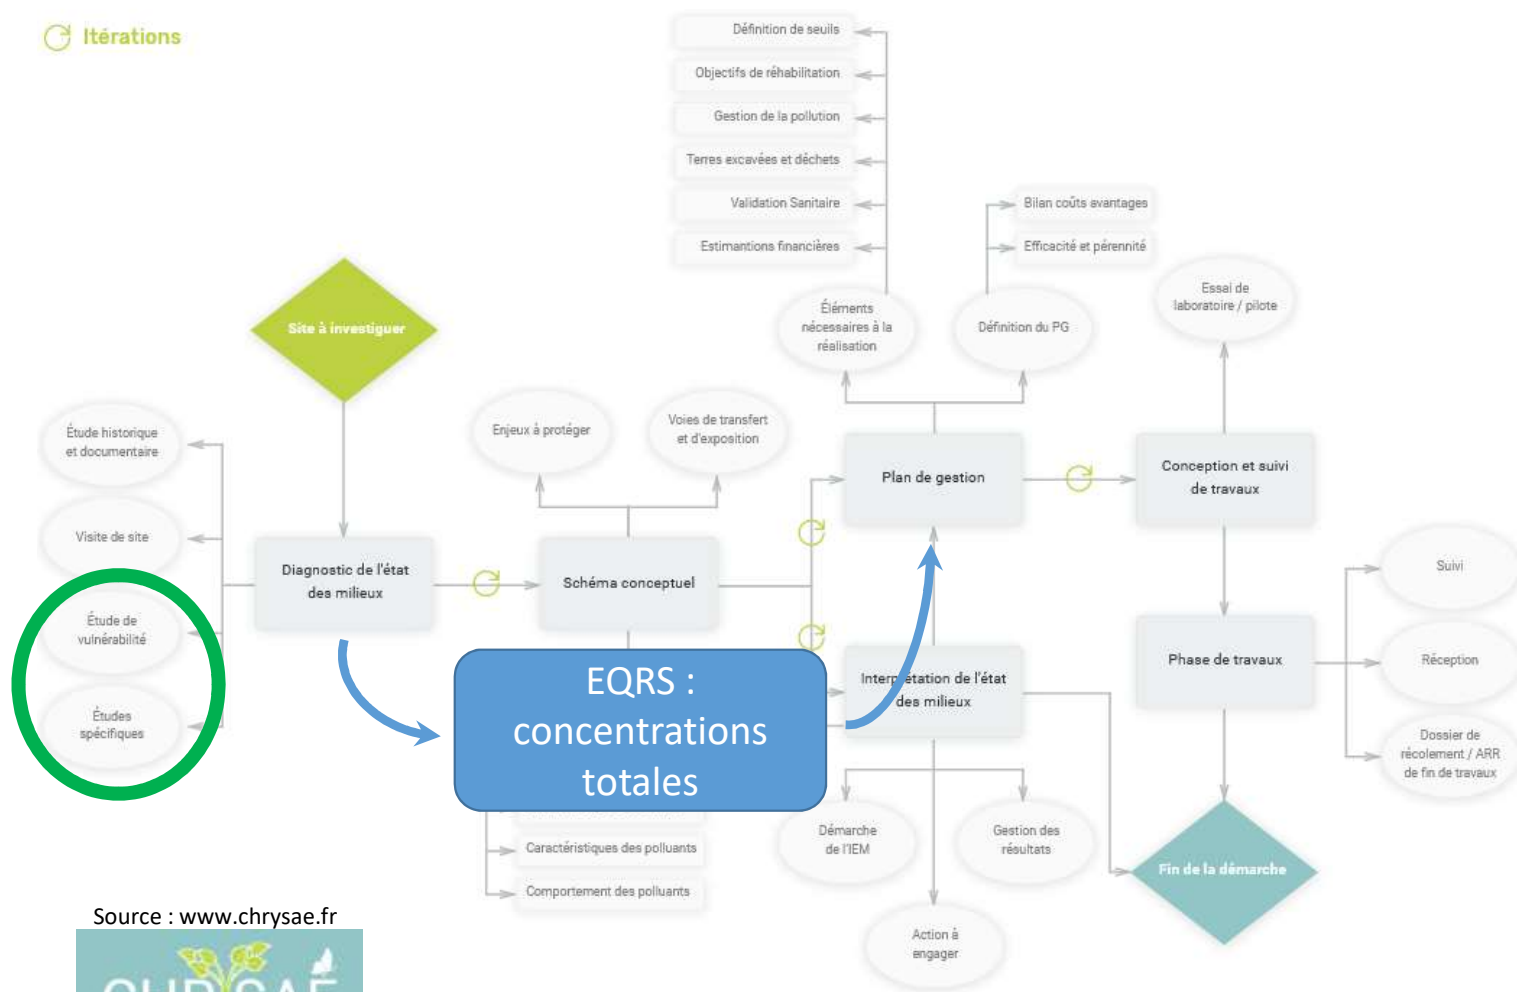 Itérations
Définition de seuils
Objectifs de réhabilitation
Gestion de la pollution
Terres excavées et déchets
Validation Sanitaire
Estimantions financières
Bilan coûts avantages
Efficacité et pérennité
Éléments
nécessaires à la
réalisation
Définition du PG
Essai de
laboratoire / pilote
Site à investiguer
Étude historique
et documentaire
Visite de site
Étude de
vulnérabilité
Études
spécifiques
Diagnostic de l'état
des milieux
Enjeux à protéger
Voies de transfert
et d'exposition
Schéma conceptuel
Plan de gestion
Conception et suivi
de travaux
Interprétation de l'état
des milieux
EQRS :
concentrations
totales
Phase de travaux
Suivi
Réception
Dossier de
récolement / ARR
de fin de travaux
Démarche
de l'IEM
Gestion des
résultats
Action à
engager
Fin de la démarche
Caractéristiques des polluants
Comportement des polluants
Source : www.chrysae.fr
CHRYSAE